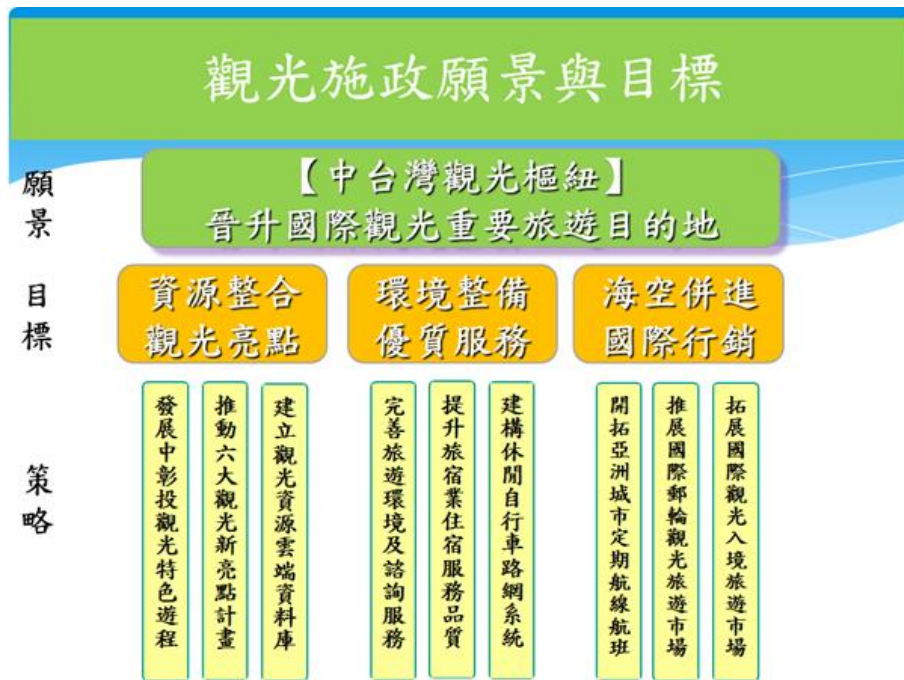 觀光施政願景與目標
願景
【中台灣觀光樞紐】
晉升國際觀光重要旅遊目的地
目標
資源整合
觀光亮點
環境整備
優質服務
海空併進
國際行銷
策略
發展中彰投觀光特色遊程
推動六大觀光新亮點計畫
建立觀光資源雲端資料庫
完善旅遊環境及諮詢服務
提升旅宿業住宿服務品質
建構休閒自行車路網系統
開拓亞洲城市定期航線航班
推展國際郵輪觀光旅遊市場
拓展國際觀光入境旅遊市場